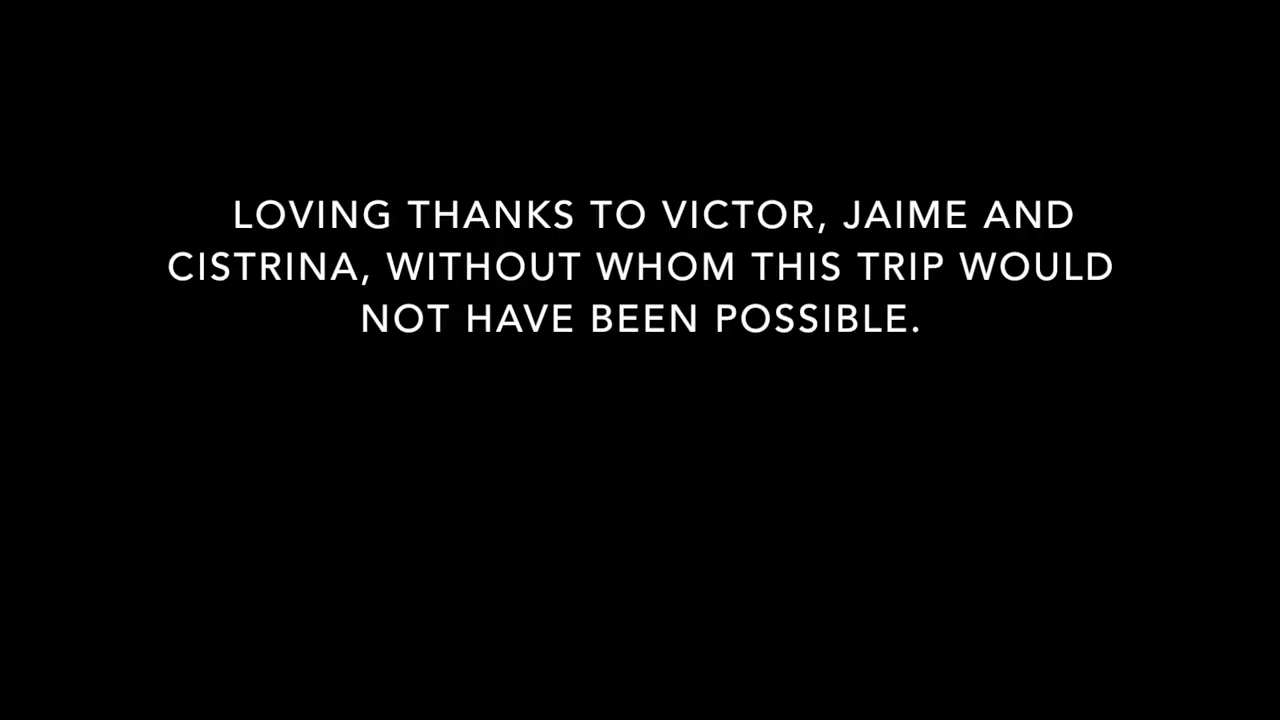 LOVING THANKS TO VICTOR, JAIME AND
CISTRINA, WITHOUT WHOM THIS TRIP WOULD
NOT HAVE BEEN POSSIBLE.